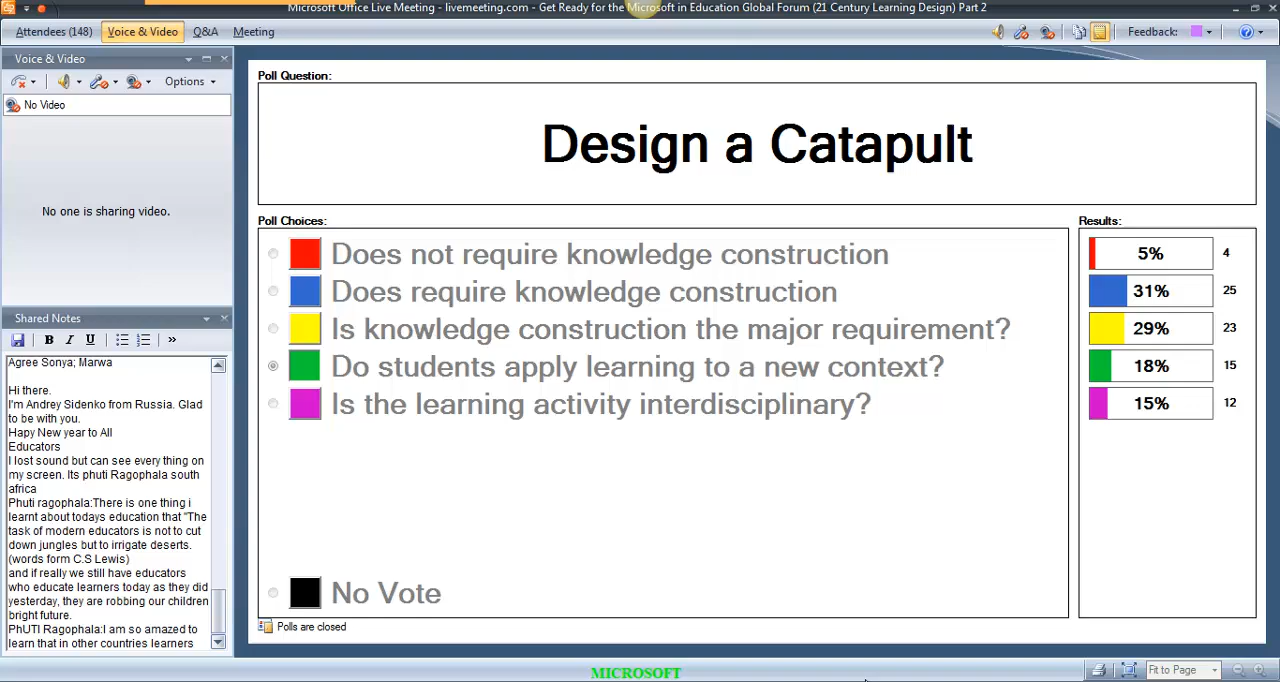 Microsoft Office Live Meeting - livemeeting.com - Get Ready for the Microsoft in Education Global Forum (21 Century Learning Design) Part 2
Attendees (148) Voice & Video Q&A Meeting Feedback:
Voice & Video
Options
No Video
No one is sharing video.
Shared Notes
B I U »
Agree Sonya; Marwa
Hi there.
I'm Andrey Sidenko from Russia. Glad
to be with you.
Hapy New year to All
Educators
I lost sound but can see every thing on
my screen. Its phuti Ragophala south
africa
Phuti ragophala:There is one thing i
learnt about todays education that "The
task of modern educators is not to cut
down jungles but to irrigate deserts.
(words form C.S Lewis)
and if really we still have educators
who educate learners today as they did
yesterday, they are robbing our children
bright future.
PhUTI Ragophala:I am so amazed to
learn that in other countries learners
Poll Question:
Design a Catapult
Poll Choices:
Does not require knowledge construction
Does require knowledge construction
Is knowledge construction the major requirement?
Do students apply learning to a new context?
Is the learning activity interdisciplinary?
No Vote
Results:
5% 4
31% 25
29% 23
18% 15
15% 12
Polls are closed
MICROSOFT
Fit to Page